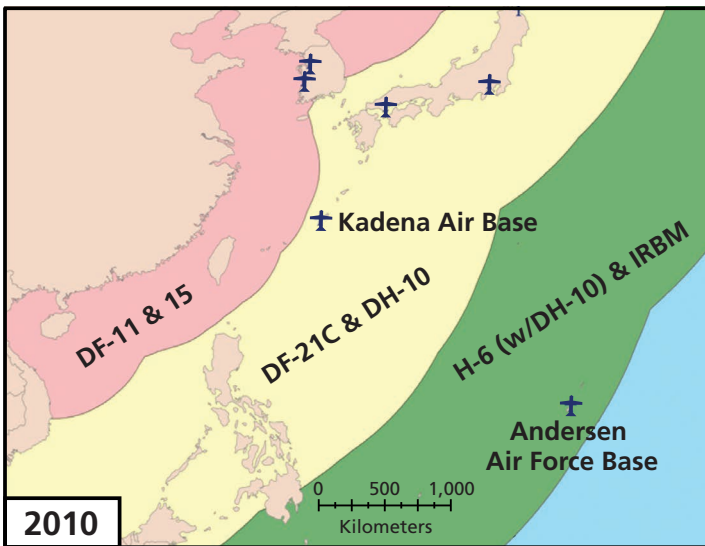 Kadena Air Base
DF-11 & 15
DF-21C & DH-10
H-6 (w/DH-10) & IRBM
Andersen
Air Force Base
0 500 1,000
Kilometers
2010